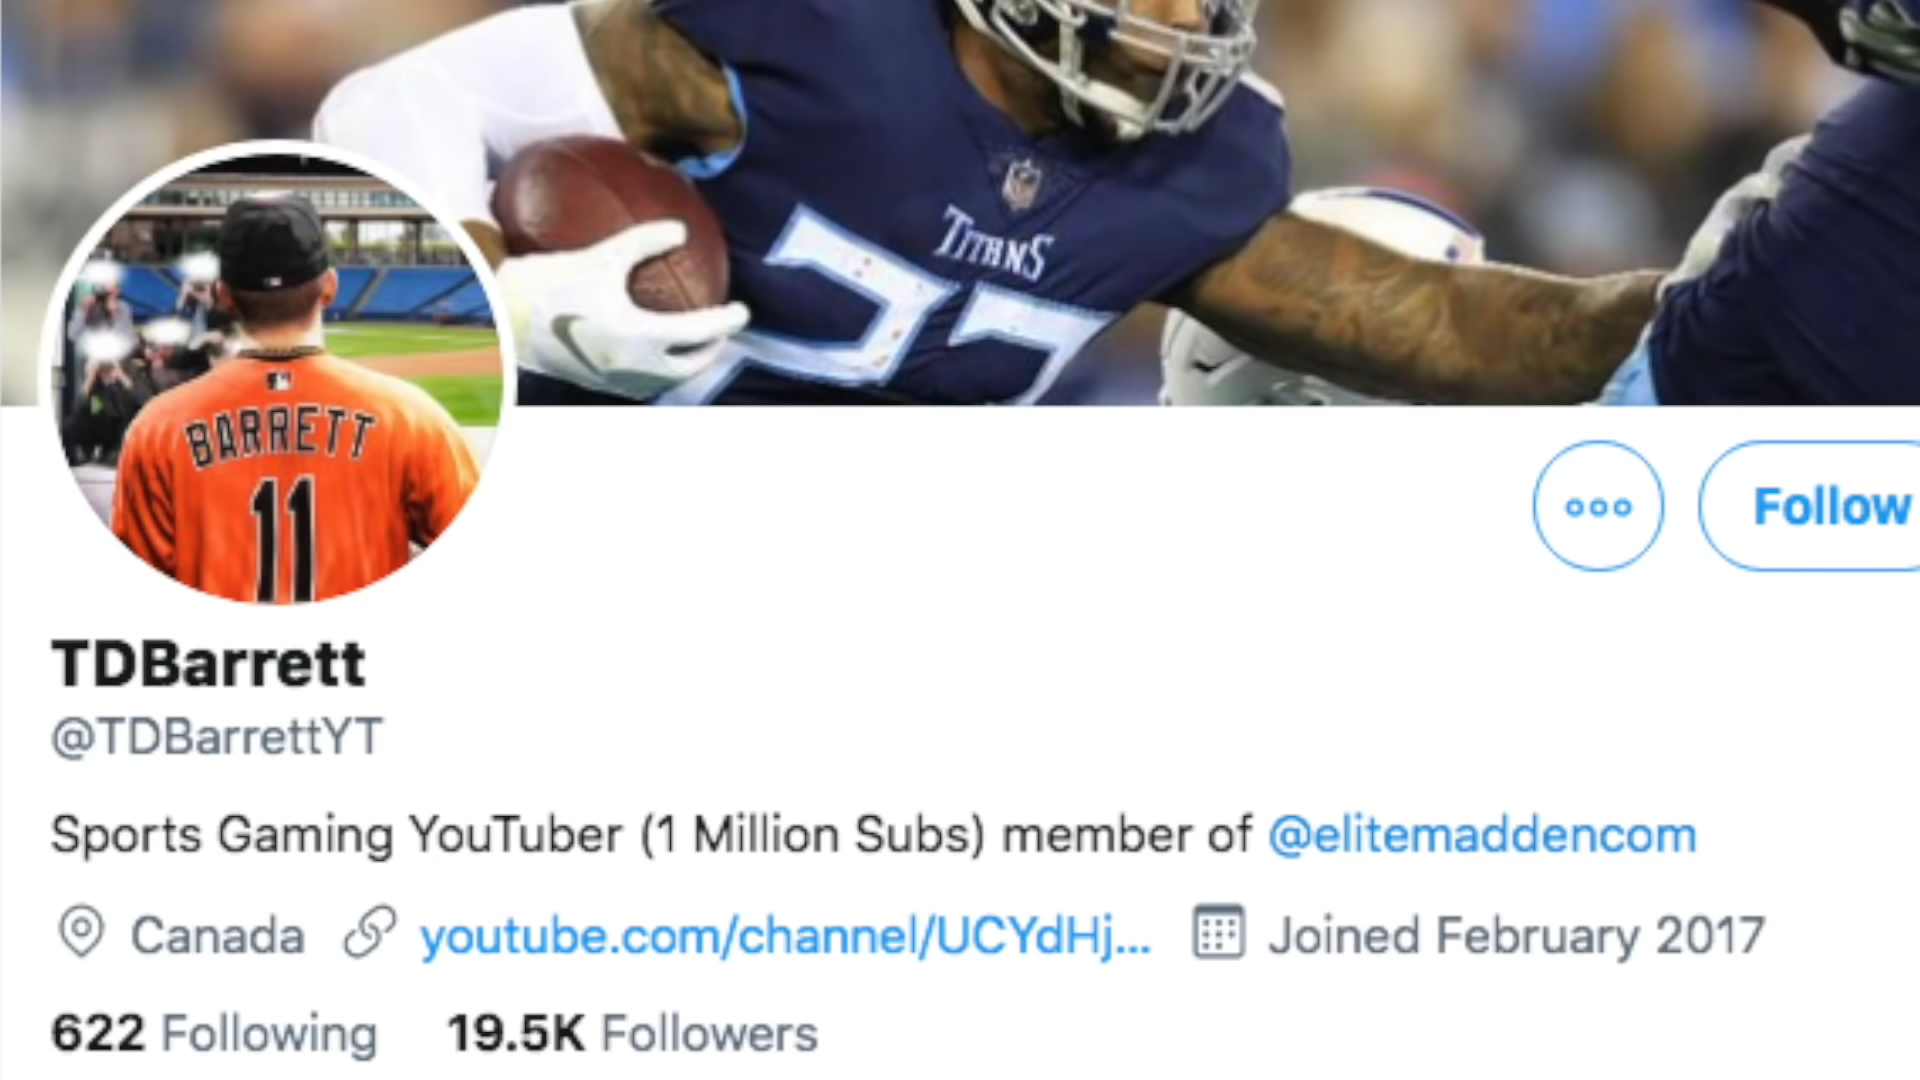 TITANS
22
BARRETT
11
Follow
TDBarrett
@TDBarrettYT
Sports Gaming YouTuber (1 Million Subs) member of @elitemaddencom
Canada youtube.com/channel/UCYdHj... Joined February 2017
622 Following 19.5K Followers